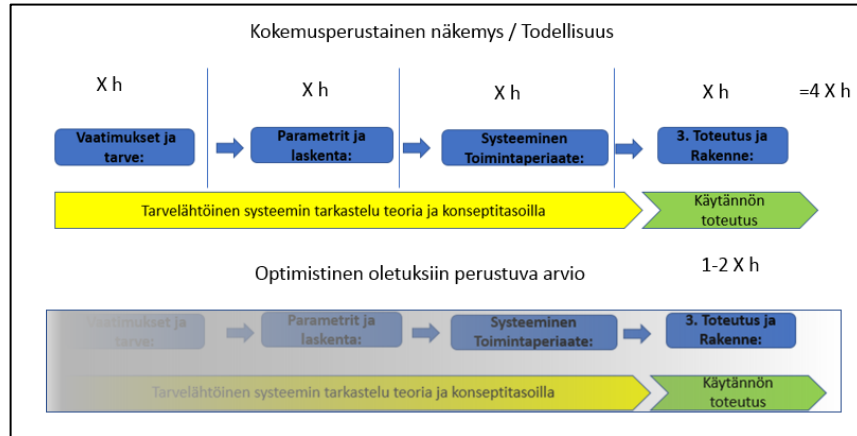 Kokemusperustainen näkemys / Todellisuus
X h
X h
X h
X h
=4 X h
Vaatimukset ja
tarve:
Parametrit ja
laskenta:
Systeeminen
Toimintaperiaate:
3. Toteutus ja
Rakenne:
Tarvelähtöinen systeemin tarkastelu teoria ja konseptitasoilla
Käytännön
toteutus
Optimistinen oletuksiin perustuva arvio
1-2 X h
Vaatimukset ja
tarve:
Parametrit ja
laskenta:
Systeeminen
Toimintaperiaate:
3. Toteutus ja
Rakenne:
Tarvelähtöinen systeemin tarkastelu teoria ja konseptitasoilla
Käytännön
toteutus